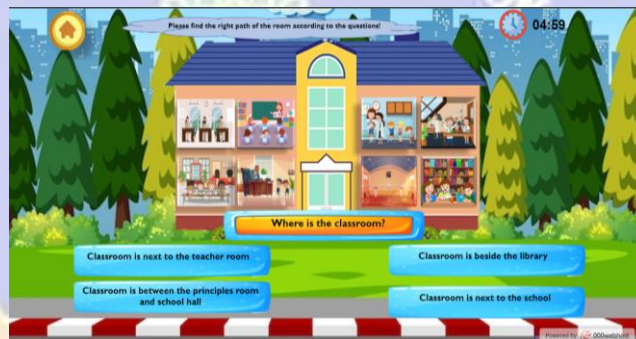 Please find the right path of the room according to the questions!
04:59
Where is the classroom?
Classroom is next to the teacher room
Classroom is beside the library
Classroom is between the principles room
and school hall
Classroom is next to the school
Powered by 000webhost